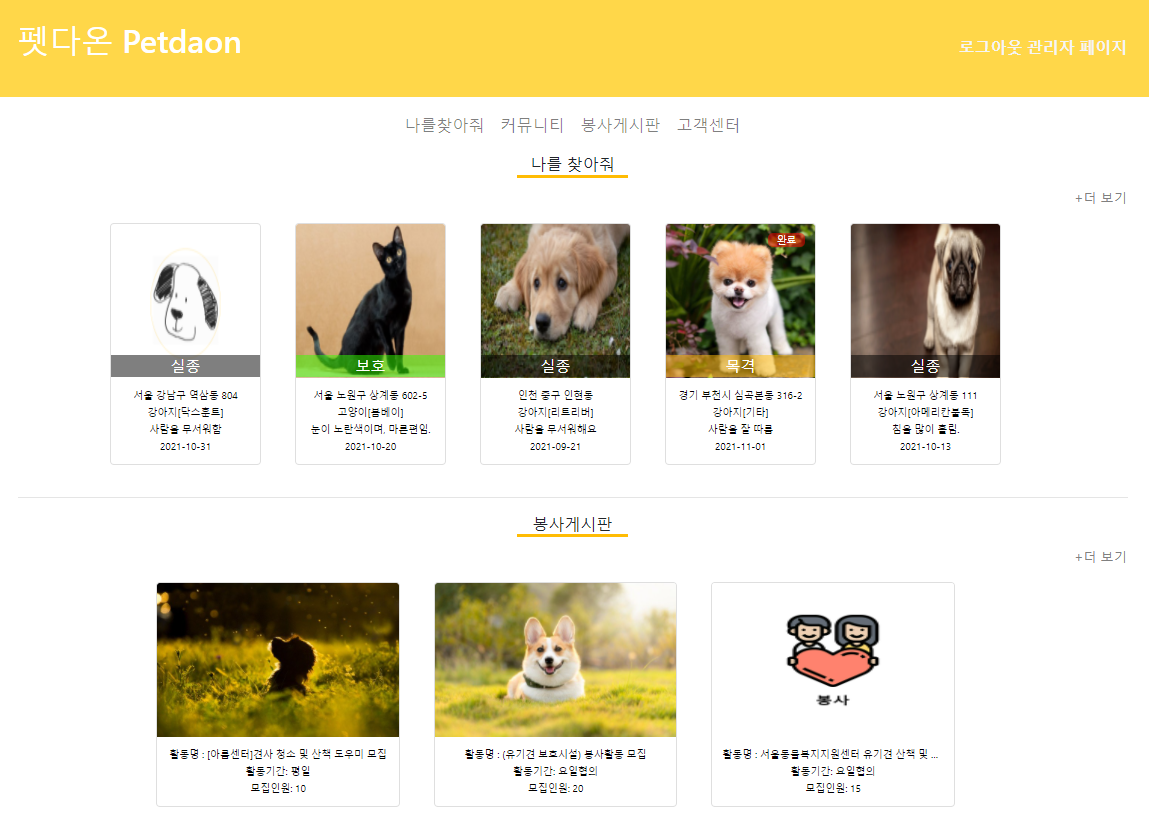 펫다온 Petdaon
로그아웃 관리자 페이지
나를찾아줘 커뮤니티 봉사게시판 고객센터
나를 찾아줘
+더 보기
실종
서울 강남구 역삼동 804
강아지[닥스훈트]
사람을 무서워함
2021-10-31
보호
서울 노원구 상계동 602-5
고양이[봄베이]
눈이 노란색이며, 마른편임.
2021-10-20
실종
인천 중구 인현동
강아지[리트리버]
사람을 무서워해요
2021-09-21
완료
목격
경기 부천시 심곡본동 316-2
강아지[기타]
사람을 잘 따름
2021-11-01
실종
서울 노원구 상계동 111
강아지[아메리칸불독]
침을 많이 흘림.
2021-10-13
봉사게시판
+더 보기
활동명 : [아름센터]견사 청소 및 산책 도우미 모집
활동기간: 평일
모집인원: 10
활동명 : (유기견 보호시설) 봉사활동 모집
활동기간: 요일협의
모집인원: 20
봉사
활동명 : 서울동물복지지원센터 유기견 산책 및 ...
활동기간: 요일협의
모집인원: 15